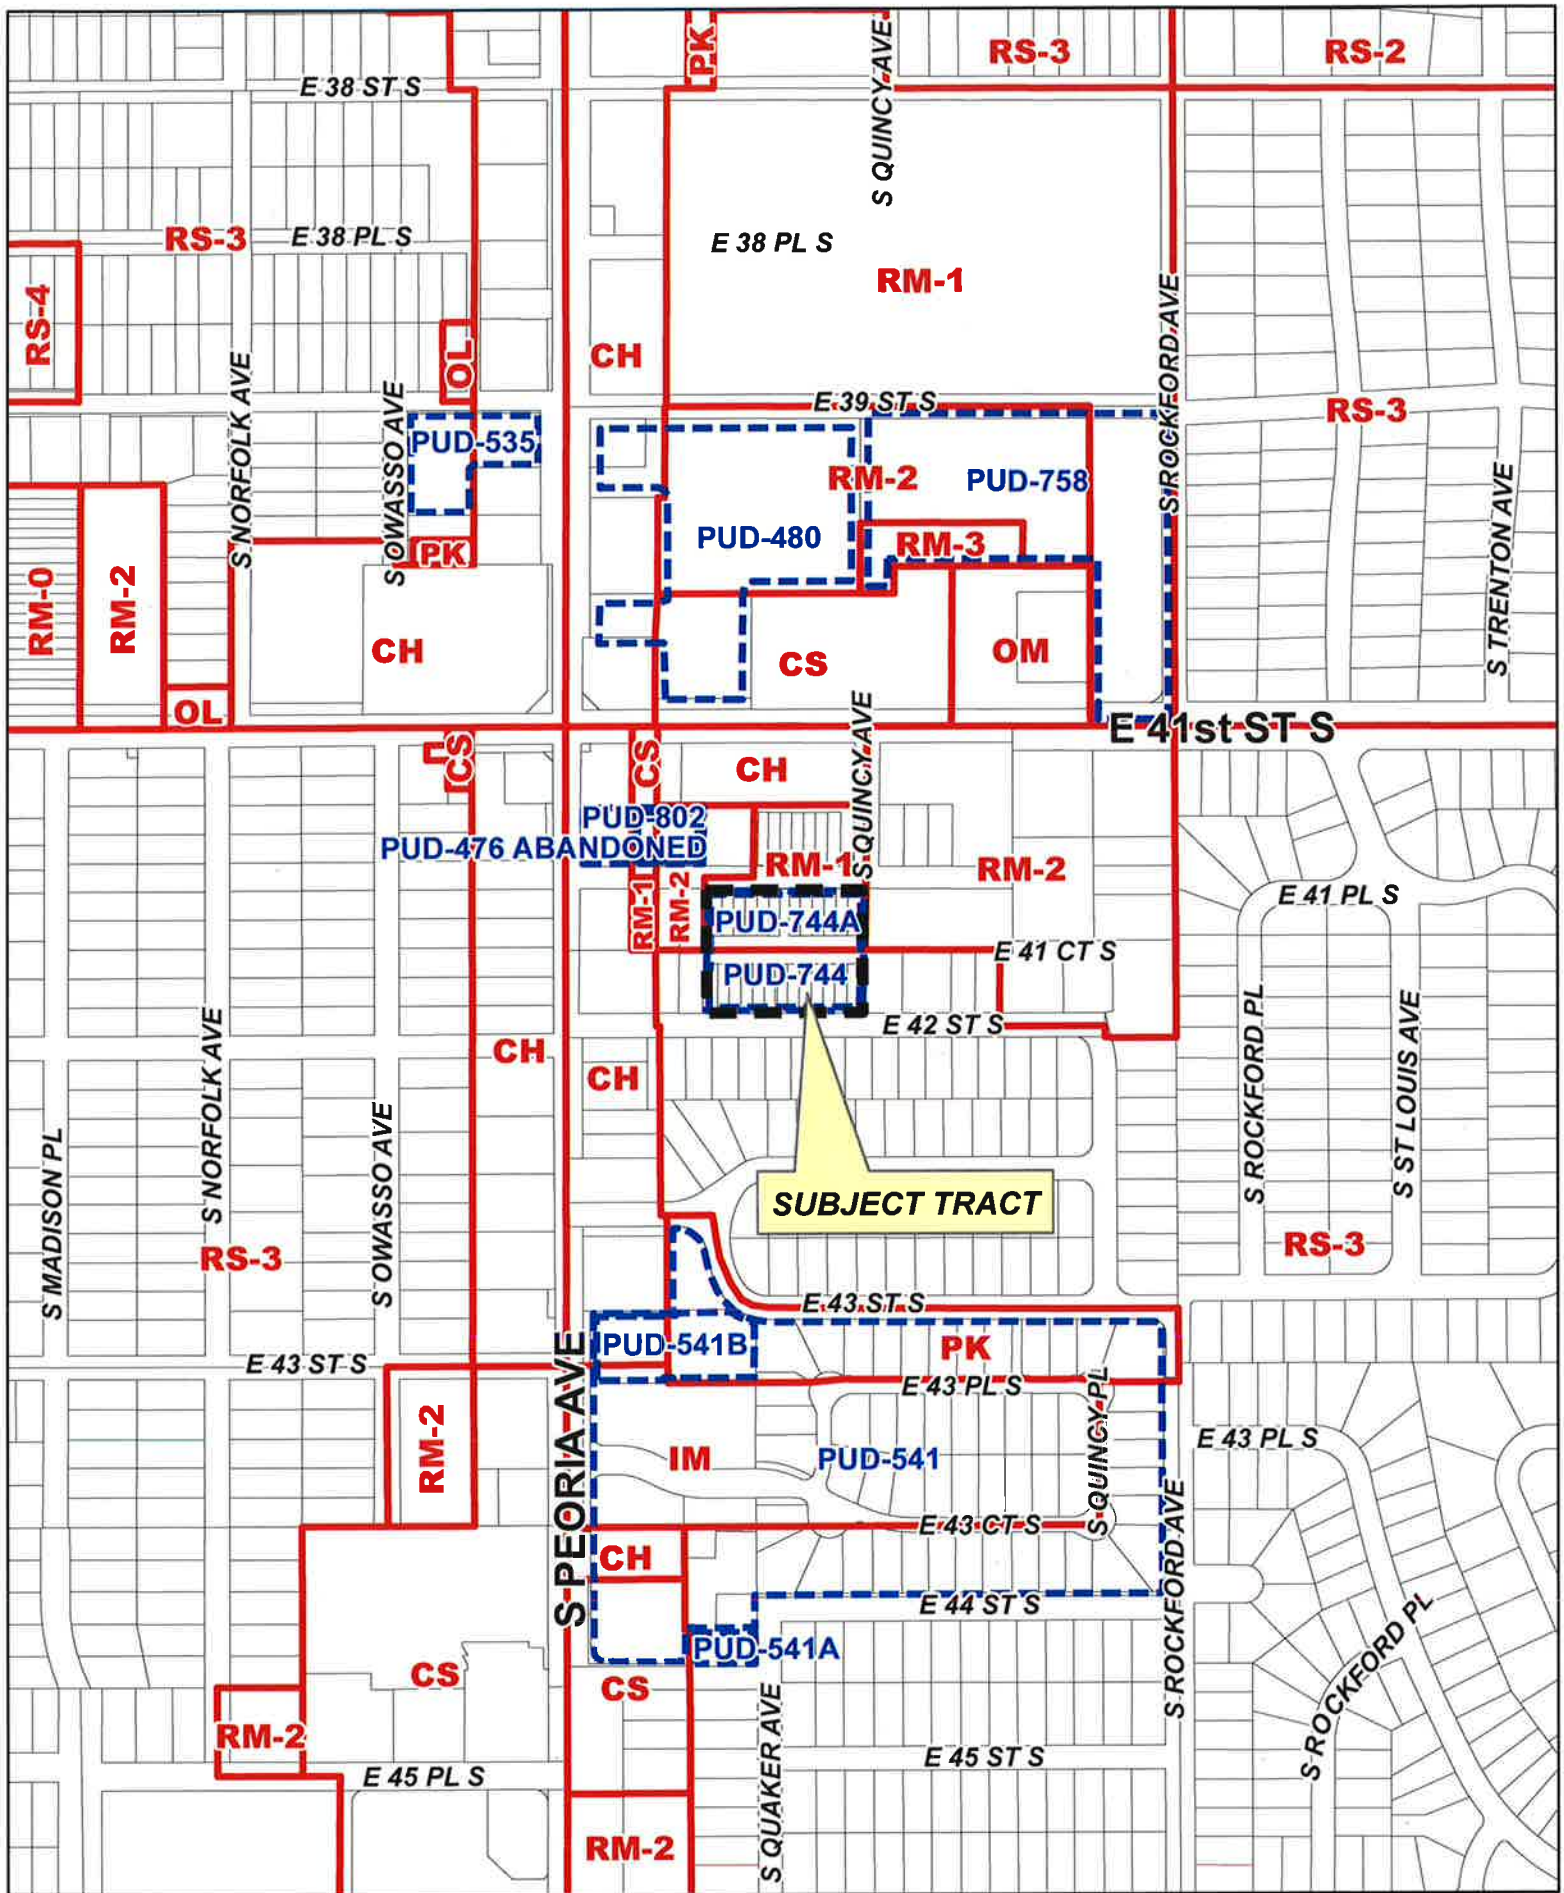 PK
S QUINCY AVE
RS-3
RS-2
E 38 ST S
RS-3
E 38 PL S
E 38 PL S
RM-1
RS-4
S ROCKFORD AVE
S NORFOLK AVE
OL
CH
S OWASSO AVE
E 39 ST S
RS-3
PUD-535
RM-2
PUD-758
S TRENTON AVE
PUD-480
RM-3
PK
RM-0
RM-2
CH
CS
OM
OL
E 41st ST S
CS
CS
CH
S QUINCY AVE
PUD-802
PUD-476 ABANDONED
RM-1
RM-2
E 41 PL S
RM-1
RM-2
PUD-744A
E 41 CT S
PUD-744
E 42 ST S
CH
CH
S NORFOLK AVE
S ROCKFORD PL
S ST LOUIS AVE
S MADISON PL
S OWASSO AVE
SUBJECT TRACT
RS-3
RS-3
E 43 ST S
PUD-541B
PK
E 43 ST S
S PEORIA AVE
E 43 PL S
S QUINCY PL
RM-2
IM
PUD-541
E 43 PL S
E 43 CT S
CH
S ROCKFORD AVE
E 44 ST S
PUD-541A
S ROCKFORD PL
CS
CS
RM-2
S QUAKER AVE
E 45 ST S
E 45 PL S
RM-2